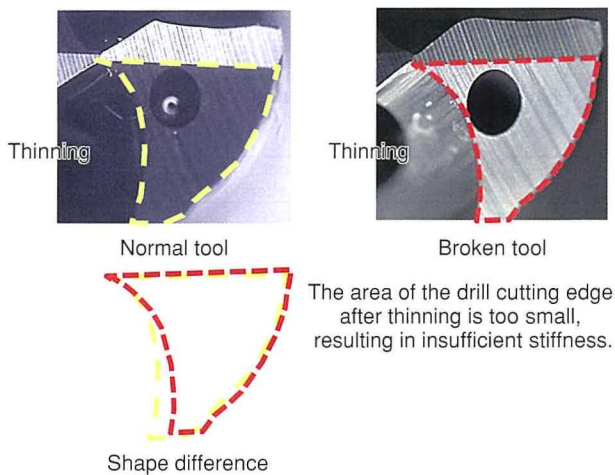 Thinning
Thinning
Normal tool
Broken tool
The area of the drill cutting edge
after thinning is too small,
resulting in insufficient stiffness.
Shape difference